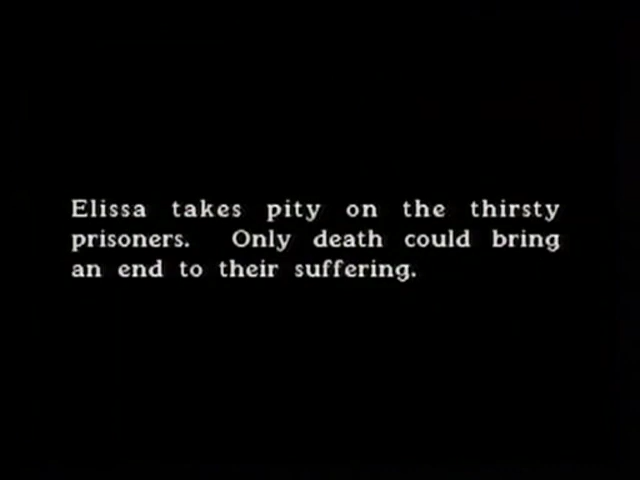 Elissa takes pity on the thirsty
prisoners. Only death could bring
an end to their suffering.